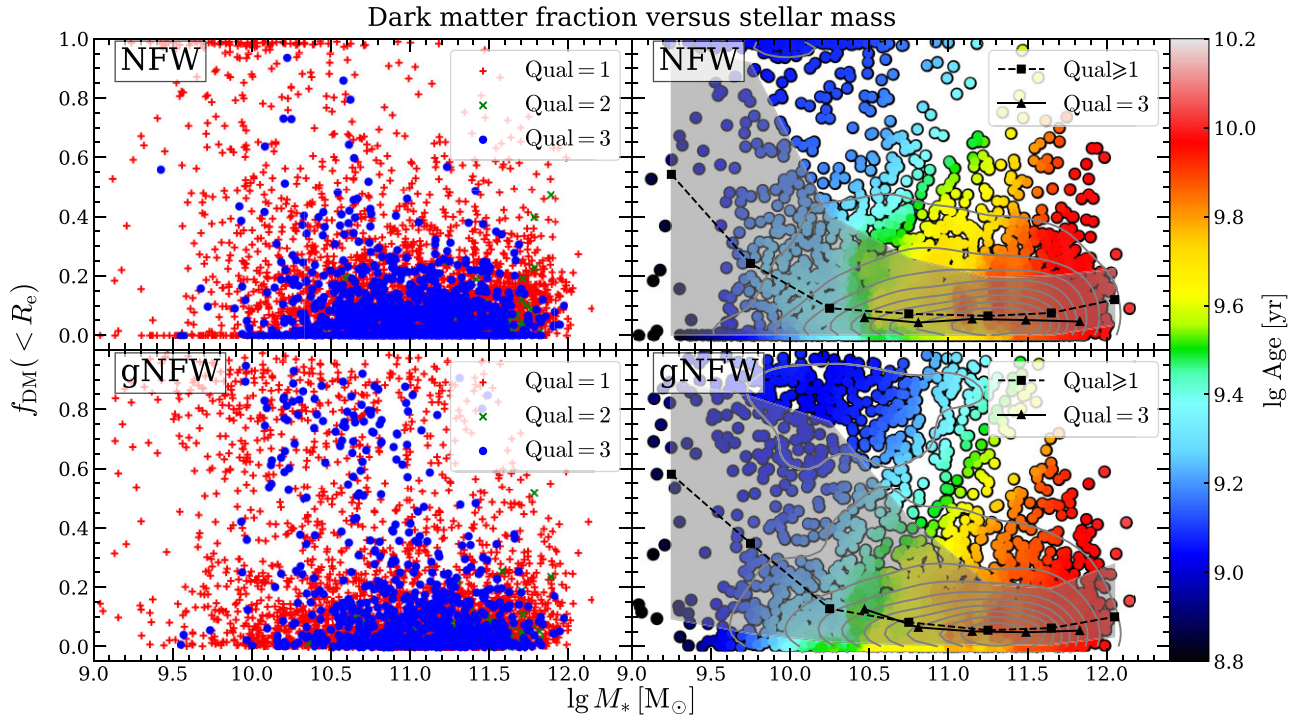 Dark matter fraction versus stellar mass
NFW
Qual = 1
Qual = 2
Qual = 3
NFW
Qual⩾1
Qual = 3
gNFW
Qual = 1
Qual = 2
Qual = 3
gNFW
Qual⩾1
Qual = 3
1.0
0.8
0.6
0.4
0.2
0.0
0.8
0.6
0.4
0.2
0.0
f_DM(< R_e)
9.0 9.5 10.0 10.5 11.0 11.5 12.0
9.0 9.5 10.0 10.5 11.0 11.5 12.0
lg M_* [M_⊙]
10.2
10.0
9.8
9.6
9.4
9.2
9.0
8.8
lg Age [yr]